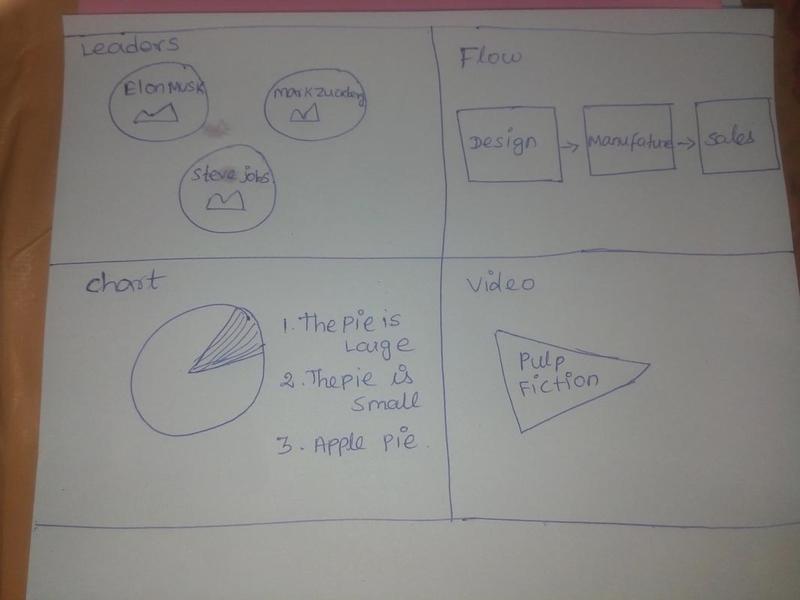 Leaders
Elon Musk
Mark Zuckerberg
Steve jobs
Flow
Design
Manufature
Sales
Chart
1. The pie is
Large
2. The pie is
Small
3. Apple pie.
Video
Pulp
Fiction